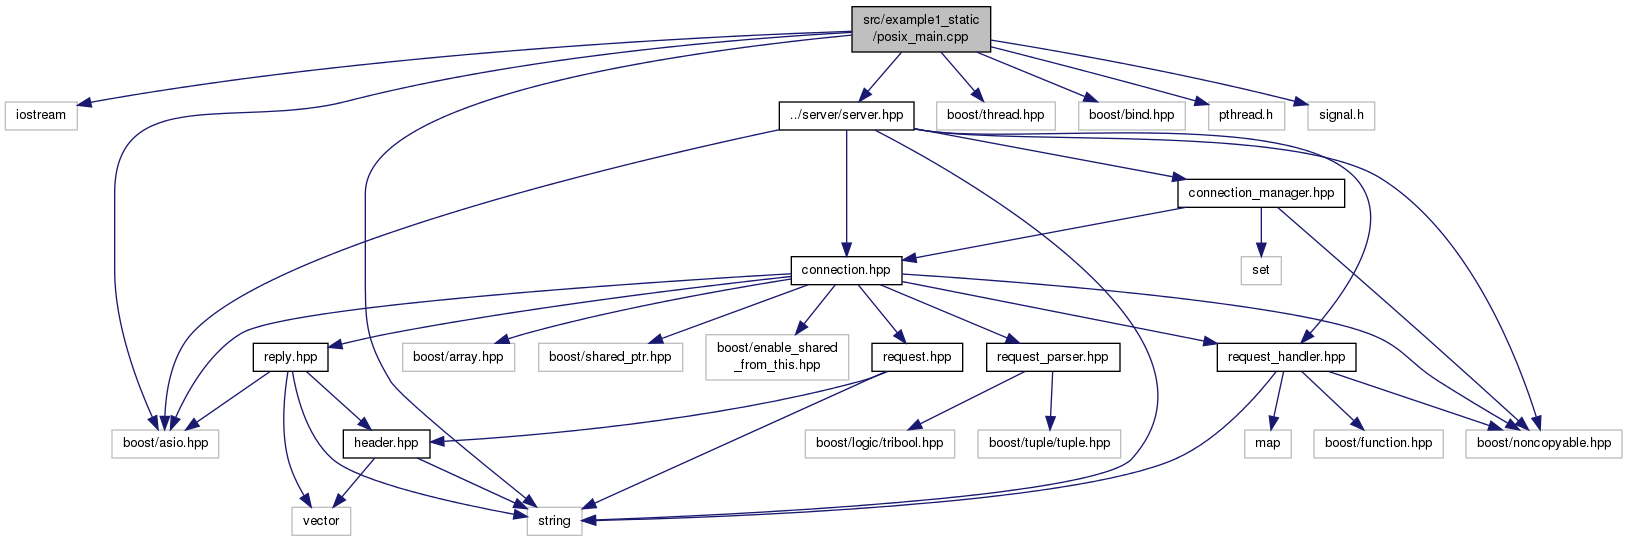 src/example1_static
/posix_main.cpp
iostream
../server/server.hpp
boost/thread.hpp
boost/bind.hpp
pthread.h
signal.h
connection_manager.hpp
connection.hpp
set
reply.hpp
boost/array.hpp
boost/shared_ptr.hpp
boost/enable_shared
_from_this.hpp
request.hpp
request_parser.hpp
request_handler.hpp
boost/asio.hpp
header.hpp
boost/logic/tribool.hpp
boost/tuple/tuple.hpp
map
boost/function.hpp
boost/noncopyable.hpp
vector
string